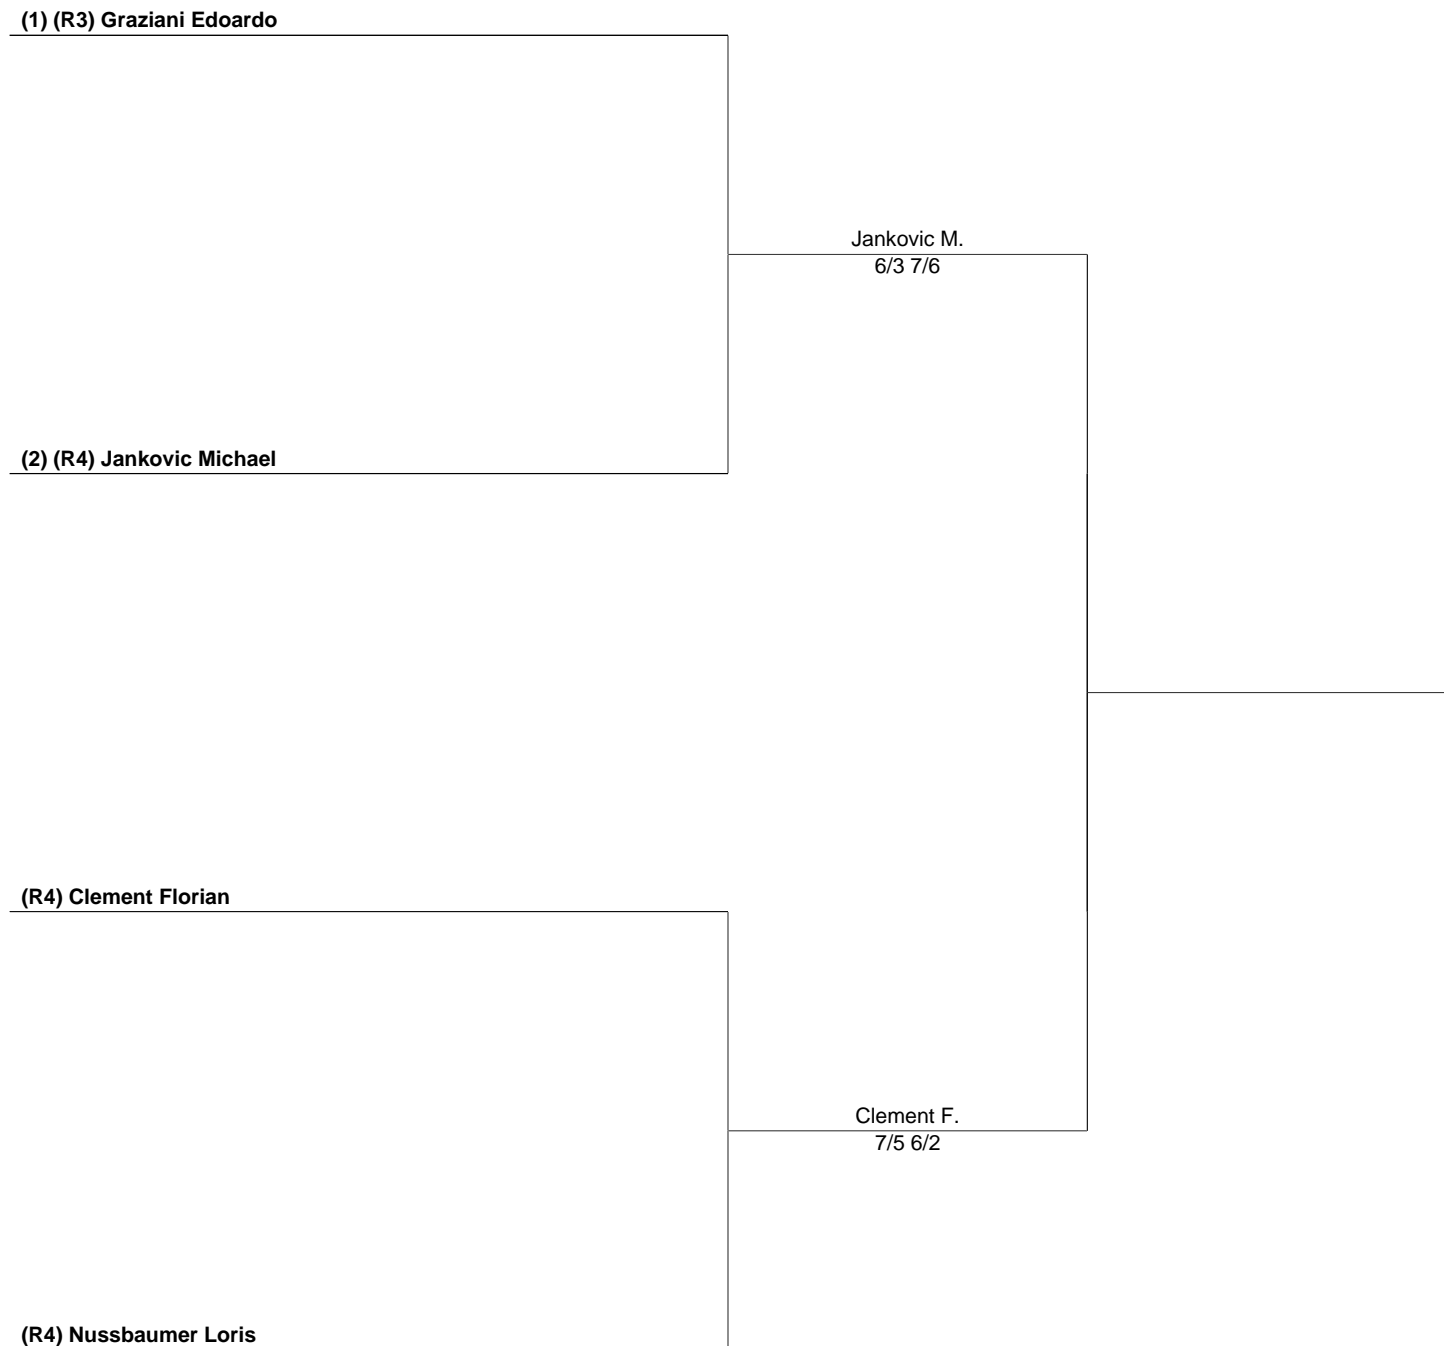 (1) (R3) Graziani Edoardo
Jankovic M.
6/3 7/6
(2) (R4) Jankovic Michael
(R4) Clement Florian
Clement F.
7/5 6/2
(R4) Nussbaumer Loris